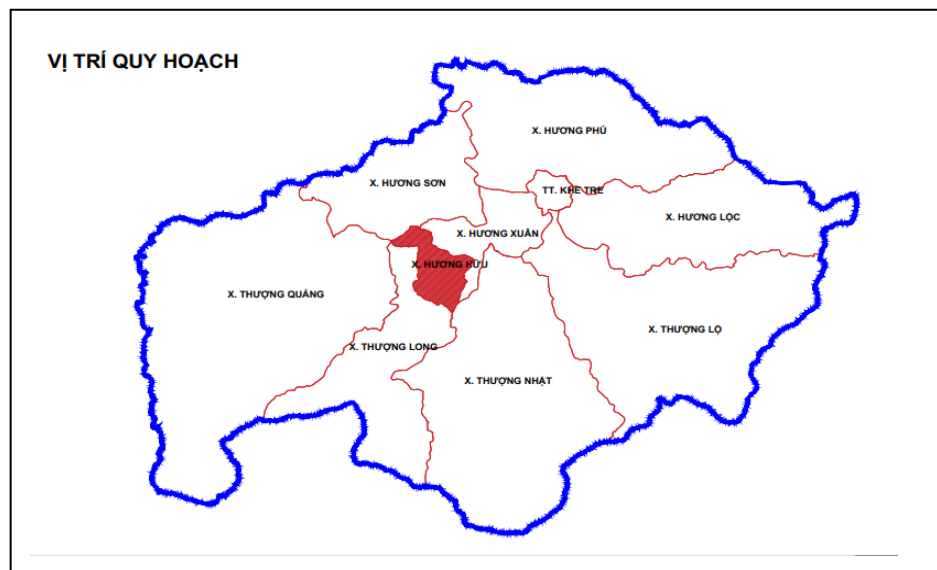 VỊ TRÍ QUY HOẠCH
X. HƯƠNG PHÚ
X. HƯƠNG SƠN
TT. KHE TRE
X. HƯƠNG LỘC
X. HƯƠNG XUÂN
X. HƯƠNG HỮU
X. THƯỢNG QUẢNG
X. THƯỢNG LỘ
X. THƯỢNG LONG
X. THƯỢNG NHẬT